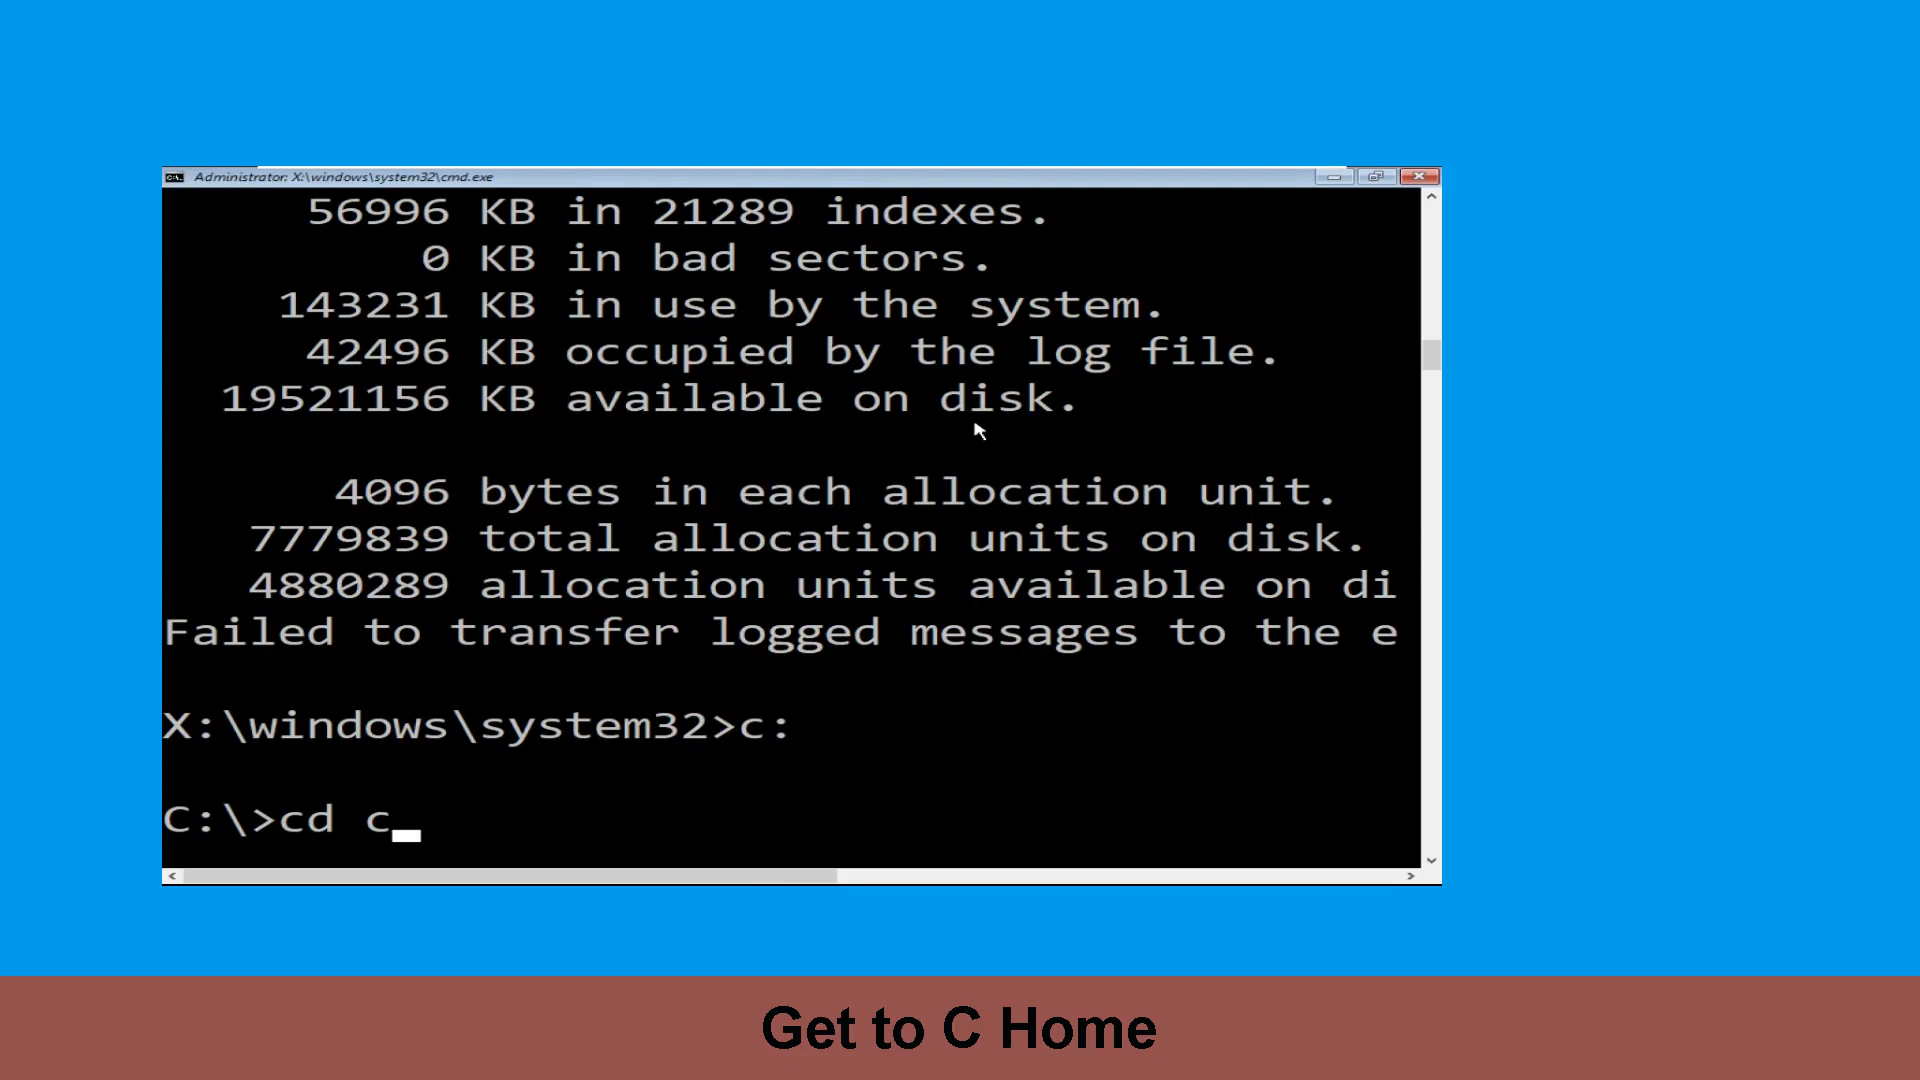 Administrator: X:\windows\system32\cmd.exe
56996 KB in 21289 indexes.
0 KB in bad sectors.
143231 KB in use by the system.
42496 KB occupied by the log file.
19521156 KB available on disk.
4096 bytes in each allocation unit.
7779839 total allocation units on disk.
4880289 allocation units available on di
Failed to transfer logged messages to the e
X:\windows\system32>c:
C:\>cd c
Get to C Home